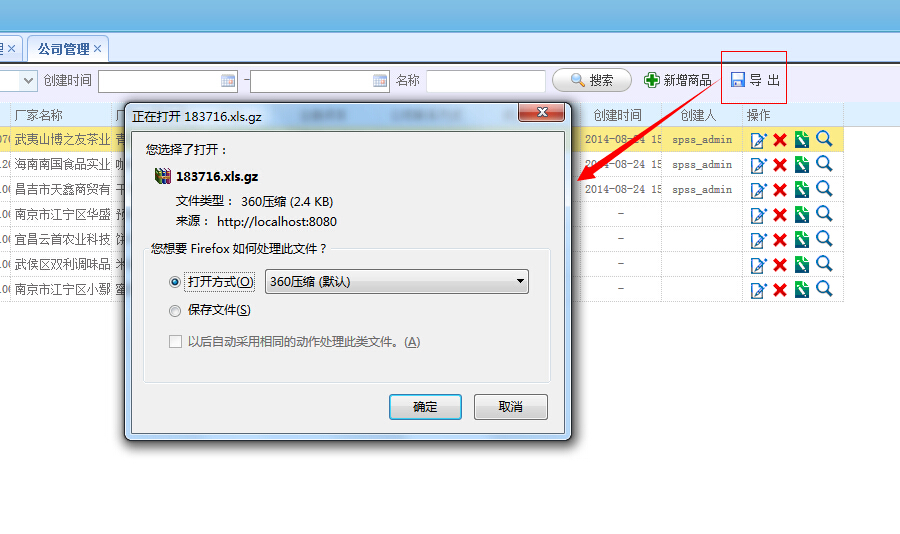 理× 公司管理×
创建时间 - 名称 搜索 新增商品 导 出
厂家名称 创建时间 创建人 操作
武夷山博之友茶业 2014-08-24 15 spss_admin
海南南国食品实业 2014-08-24 15 spss_admin
昌吉市天鑫商贸有 2014-08-24 15 spss_admin
南京市江宁区华盛 -
宜昌云首农业科技 -
武侯区双利调味品 -
南京市江宁区小鄢 -
正在打开 183716.xls.gz
您选择了打开：
183716.xls.gz
文件类型： 360压缩 (2.4 KB)
来源： http://localhost:8080
您想要 Firefox 如何处理此文件？
打开方式(O) 360压缩 (默认)
保存文件(S)
以后自动采用相同的动作处理此类文件。(A)
确定 取消